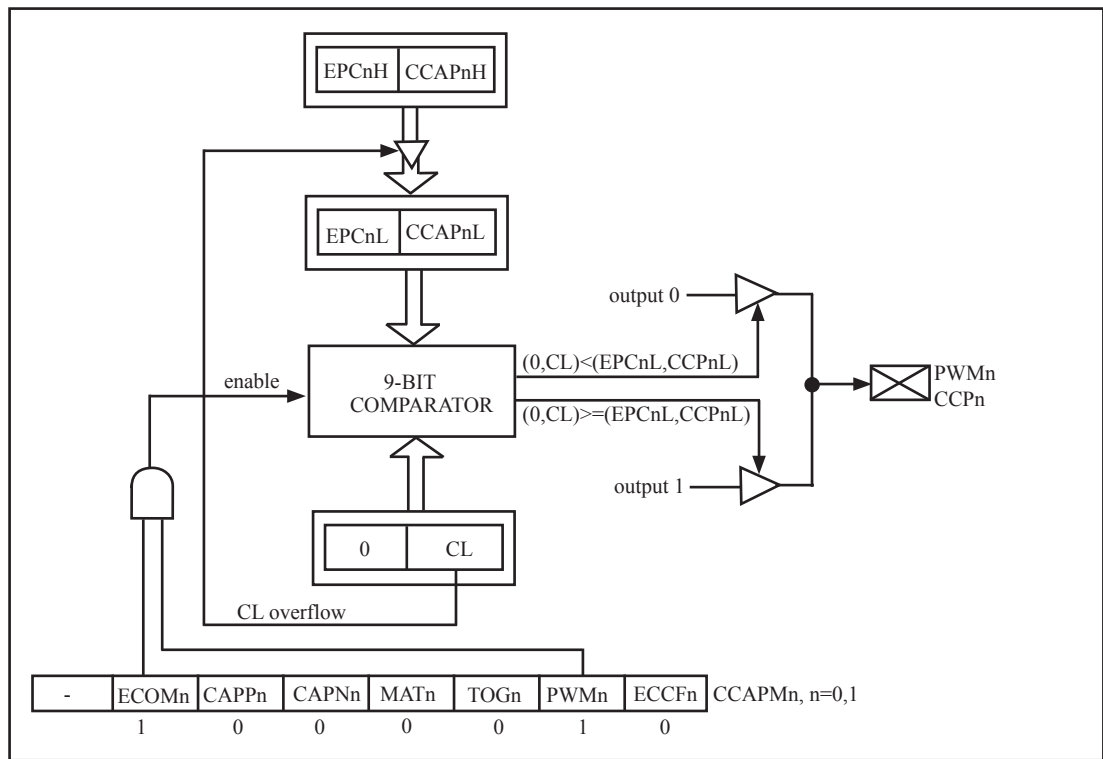 EPCnH CCAPnH
EPCnL CCAPnL
output 0
(0,CL)<(EPCnL,CCPnL)
enable
9-BIT
COMPARATOR
PWMn
CCPn
(0,CL)>=(EPCnL,CCPnL)
output 1
0 CL
CL overflow
- ECOMn CAPPn CAPNn MATn TOGn PWMn ECCFn CCAPMn, n=0,1
1 0 0 0 0 1 0